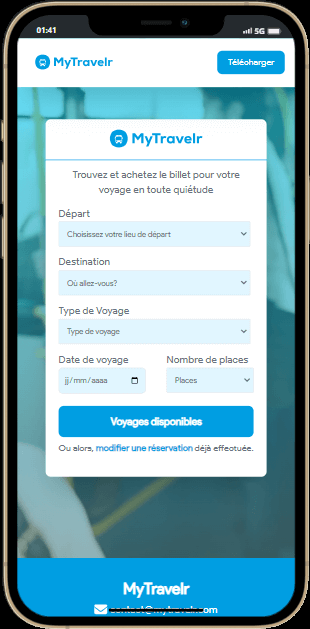 01:41
5G
MyTravelr
Télécharger
MyTravelr
Trouvez et achetez le billet pour votre
voyage en toute quiétude
Départ
Choisissez votre lieu de départ
Destination
Où allez-vous?
Type de Voyage
Type de voyage
Date de voyage Nombre de places
jj/mm/aaaa Places
Voyages disponibles
Ou alors, modifier une réservation déjà effectuée.
MyTravelr
contact@mytravelr.com